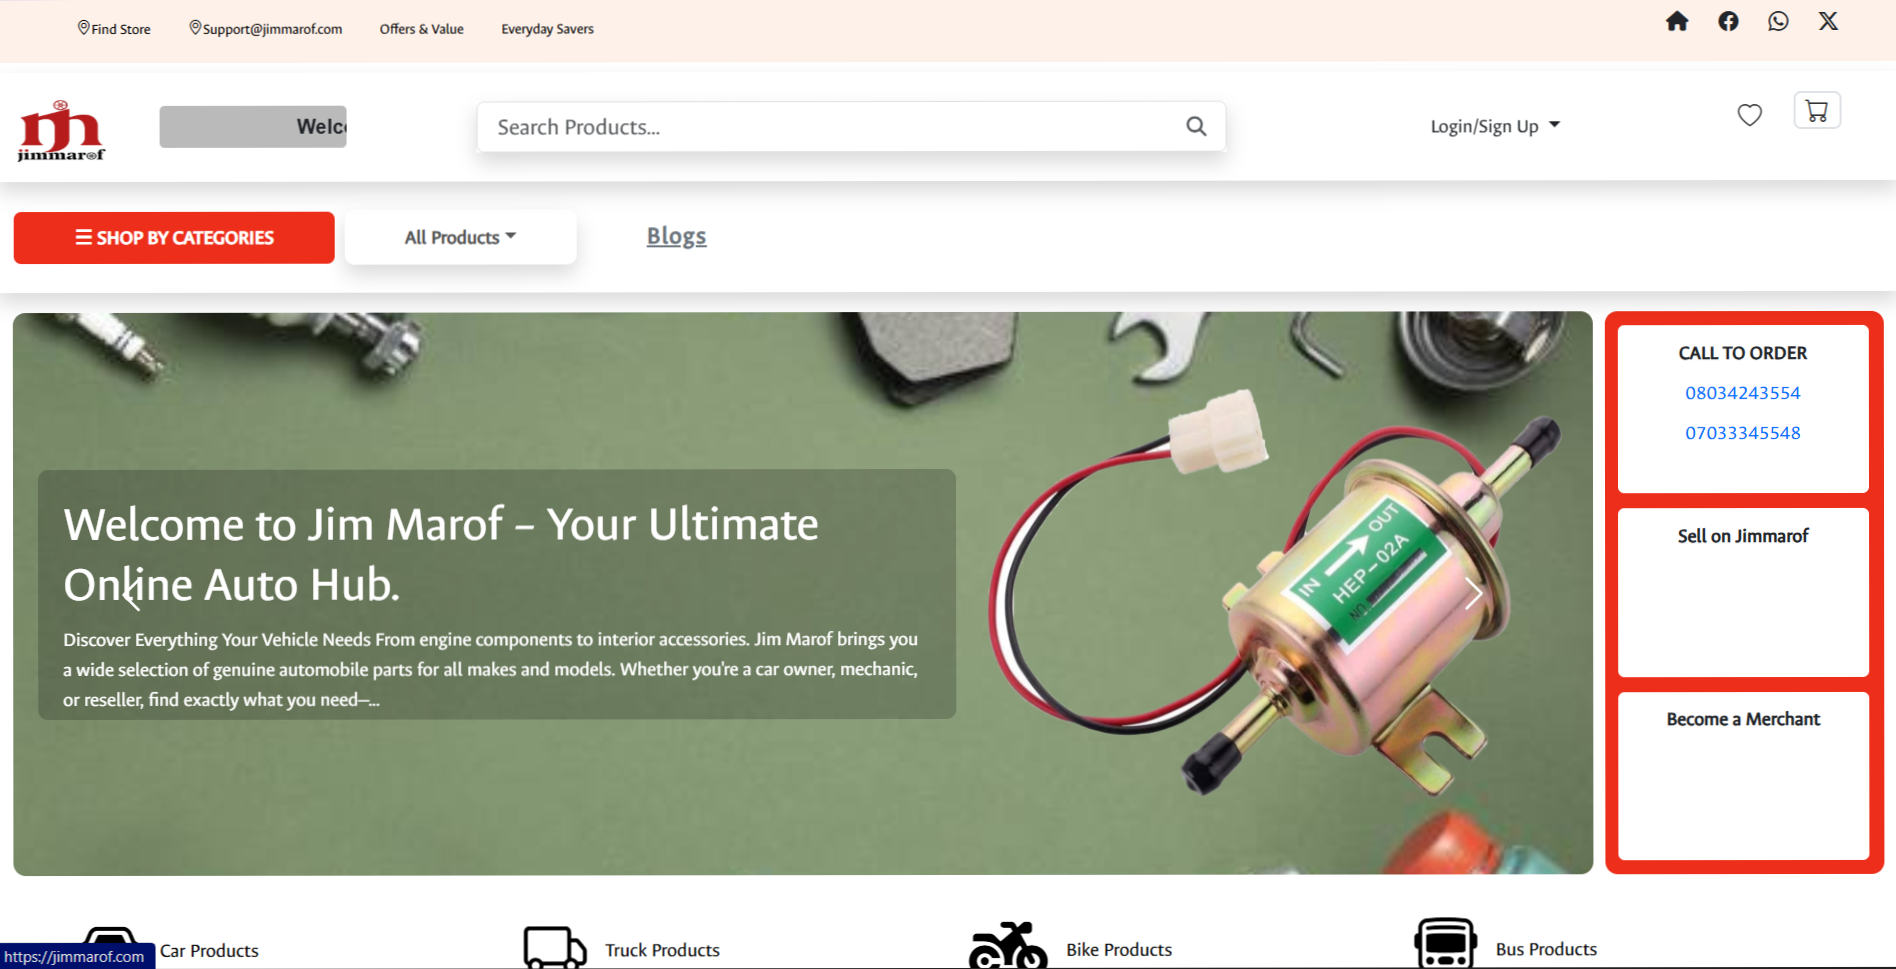 Find Store
Support@jimmarof.com
Offers & Value
Everyday Savers
jimmarof
Welc
Search Products...
Login/Sign Up
SHOP BY CATEGORIES
All Products
Blogs
Welcome to Jim Marof – Your Ultimate
Online Auto Hub.
Discover Everything Your Vehicle Needs From engine components to interior accessories. Jim Marof brings you
a wide selection of genuine automobile parts for all makes and models. Whether you're a car owner, mechanic,
or reseller, find exactly what you need—...
IN OUT
HEP-02A
NO
CALL TO ORDER
08034243554
07033345548
Sell on Jimmarof
Become a Merchant
Car Products
Truck Products
Bike Products
Bus Products
https://jimmarof.com